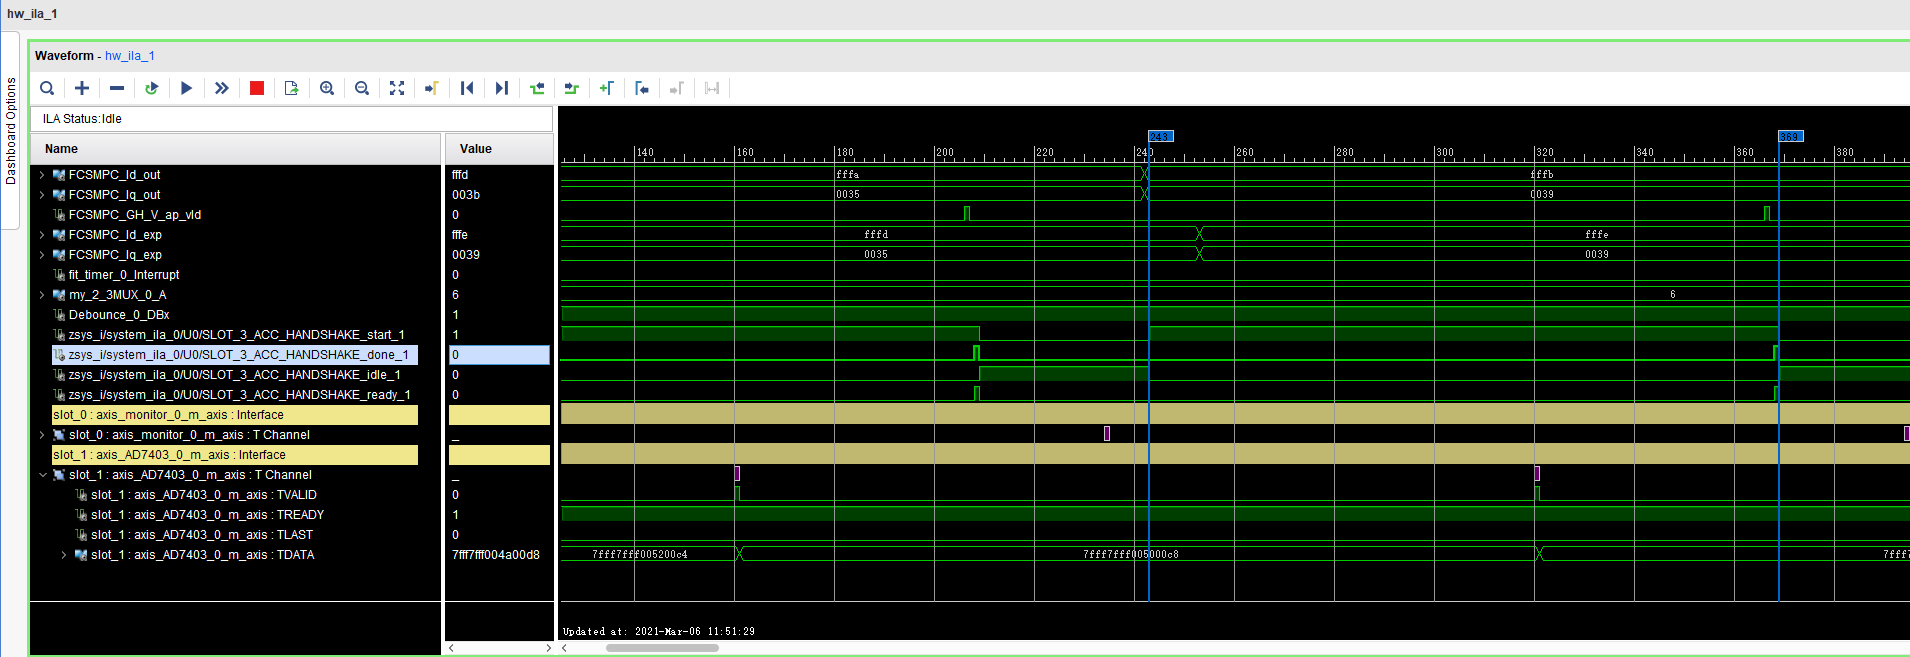 hw_ila_1
Dashboard Options
Waveform - hw_ila_1
ILA Status:Idle
Name Value
243 369
140 160 180 200 220 240 260 280 300 320 340 360 380
FCSMPC_Id_out fffd fffa fffb
FCSMPC_Iq_out 003b 0035 0039
FCSMPC_GH_V_ap_vld 0
FCSMPC_Id_exp fffe fffd fffe
FCSMPC_Iq_exp 0039 0035 0039
fit_timer_0_Interrupt 0
my_2_3MUX_0_A 6 6
Debounce_0_DBx 1
zsys_i/system_ila_0/U0/SLOT_3_ACC_HANDSHAKE_start_1 1
zsys_i/system_ila_0/U0/SLOT_3_ACC_HANDSHAKE_done_1 0
zsys_i/system_ila_0/U0/SLOT_3_ACC_HANDSHAKE_idle_1 0
zsys_i/system_ila_0/U0/SLOT_3_ACC_HANDSHAKE_ready_1 0
slot_0 : axis_monitor_0_m_axis : Interface
slot_0 : axis_monitor_0_m_axis : T Channel _
slot_1 : axis_AD7403_0_m_axis : Interface
slot_1 : axis_AD7403_0_m_axis : T Channel _
slot_1 : axis_AD7403_0_m_axis : TVALID 0
slot_1 : axis_AD7403_0_m_axis : TREADY 1
slot_1 : axis_AD7403_0_m_axis : TLAST 0
slot_1 : axis_AD7403_0_m_axis : TDATA 7fff7fff004a00d8 7fff7fff005200c4 7fff7fff005000c8 7fff7
Updated at: 2021-Mar-06 11:51:29